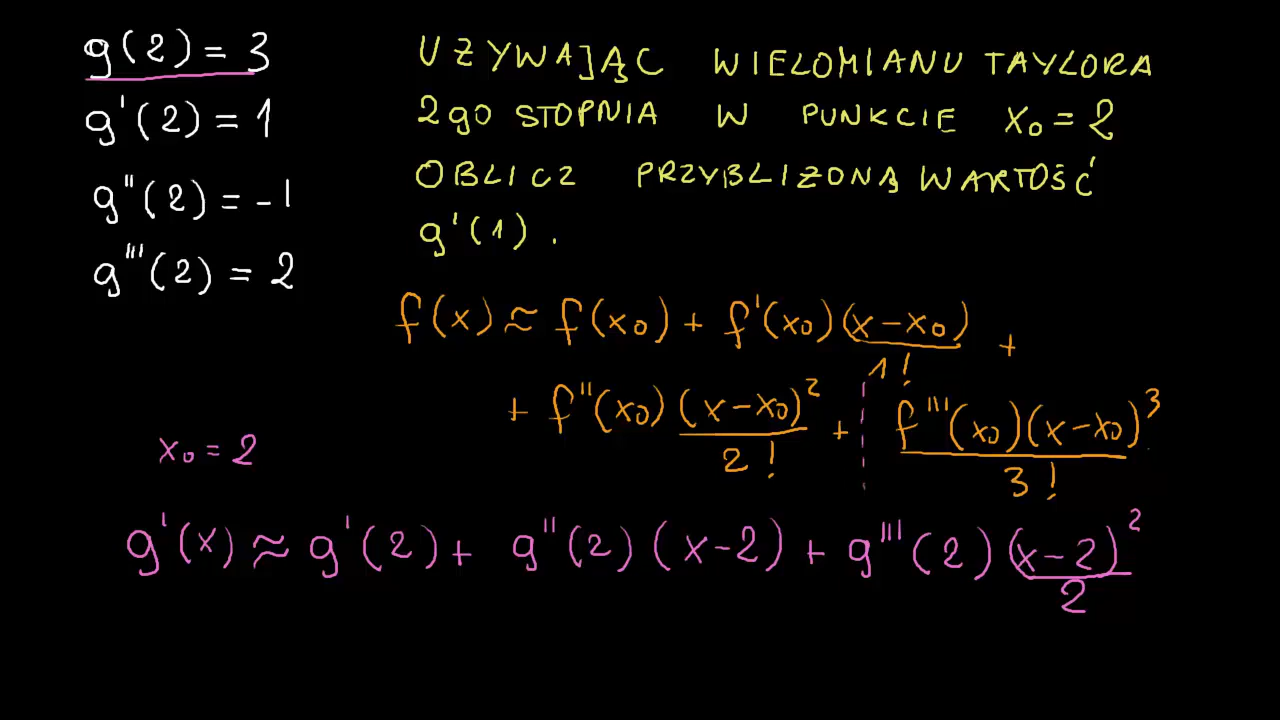 g(2) = 3
g'(2) = 1
g''(2) = -1
g'''(2) = 2
UZYWAJĄC WIELOMIANU TAYLORA
2go STOPNIA W PUNKCIE x₀ = 2
OBLICZ PRZYBLIZONĄ WARTOŚĆ
g'(1).
f(x) ≈ f(x₀) + f'(x₀)(x-x₀)/1! +
+ f''(x₀)(x-x₀)²/2! + f'''(x₀)(x-x₀)³/3!
x₀ = 2
g'(x) ≈ g'(2) + g''(2)(x-2) + g'''(2)(x-2)²/2